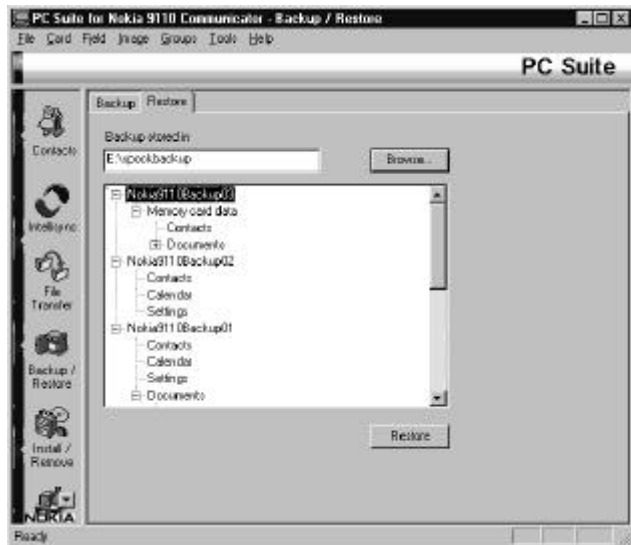 PC Suite for Nokia 9110 Communicator - Backup / Restore
File Card Field Image Groups Tools Help
PC Suite
Backup Restore
Backup stored in
E:\spookbackup
Browse...
Nokia9110Backup03
Memory card data
Contacts
Documents
Nokia9110Backup02
Contacts
Calendar
Settings
Nokia9110Backup01
Contacts
Calendar
Settings
Documents
Restore
Contacts
Intellisync
File
Transfer
Backup /
Restore
Install /
Remove
NOKIA
Ready